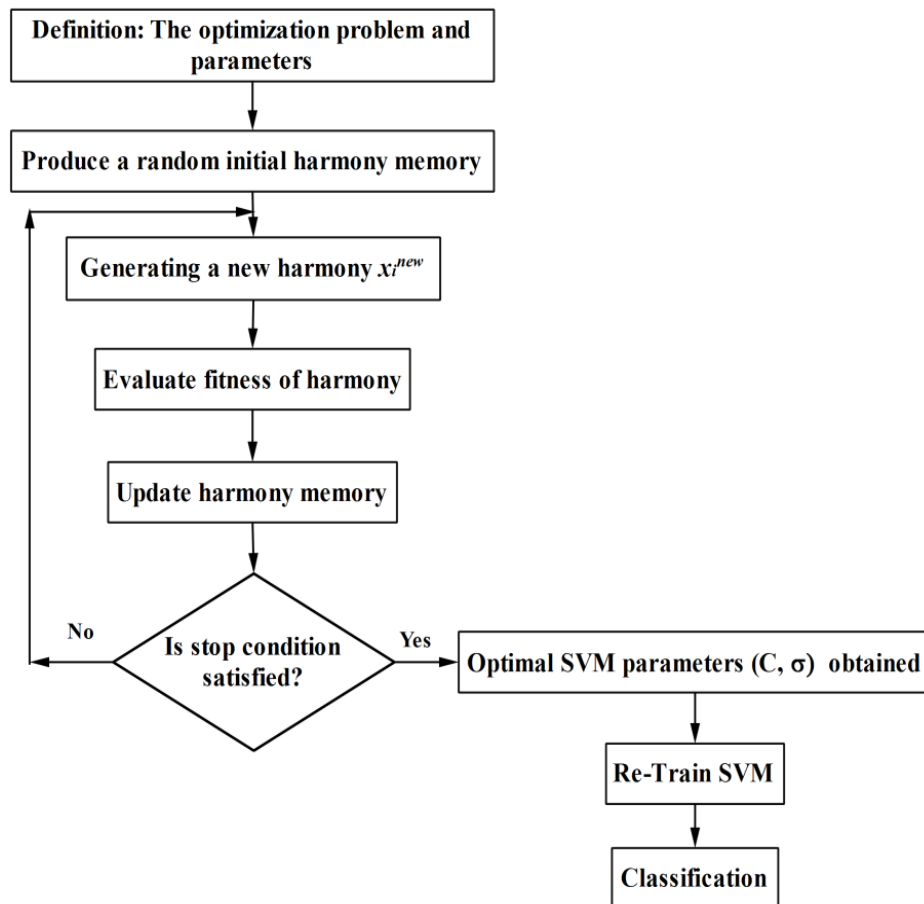 Definition: The optimization problem and
parameters
Produce a random initial harmony memory
Generating a new harmony xᵢⁿᵉʷ
Evaluate fitness of harmony
Update harmony memory
No
Is stop condition
satisfied?
Yes
Optimal SVM parameters (C, σ) obtained
Re-Train SVM
Classification